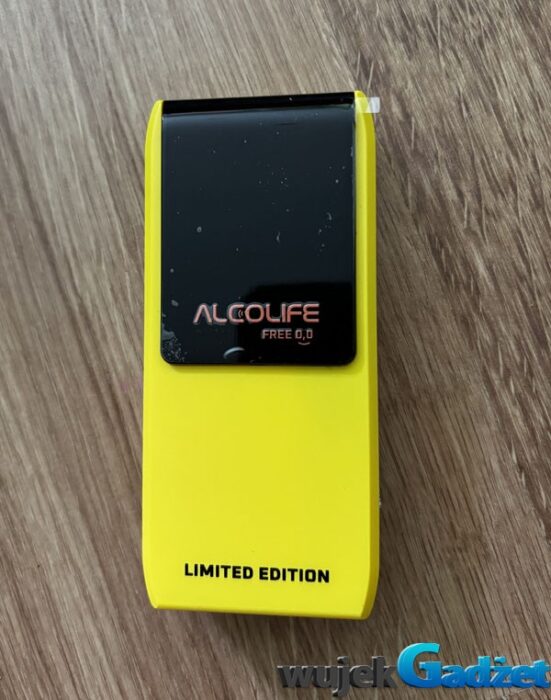 ALCOLIFE
FREE 0,0
LIMITED EDITION
wujekGadżet